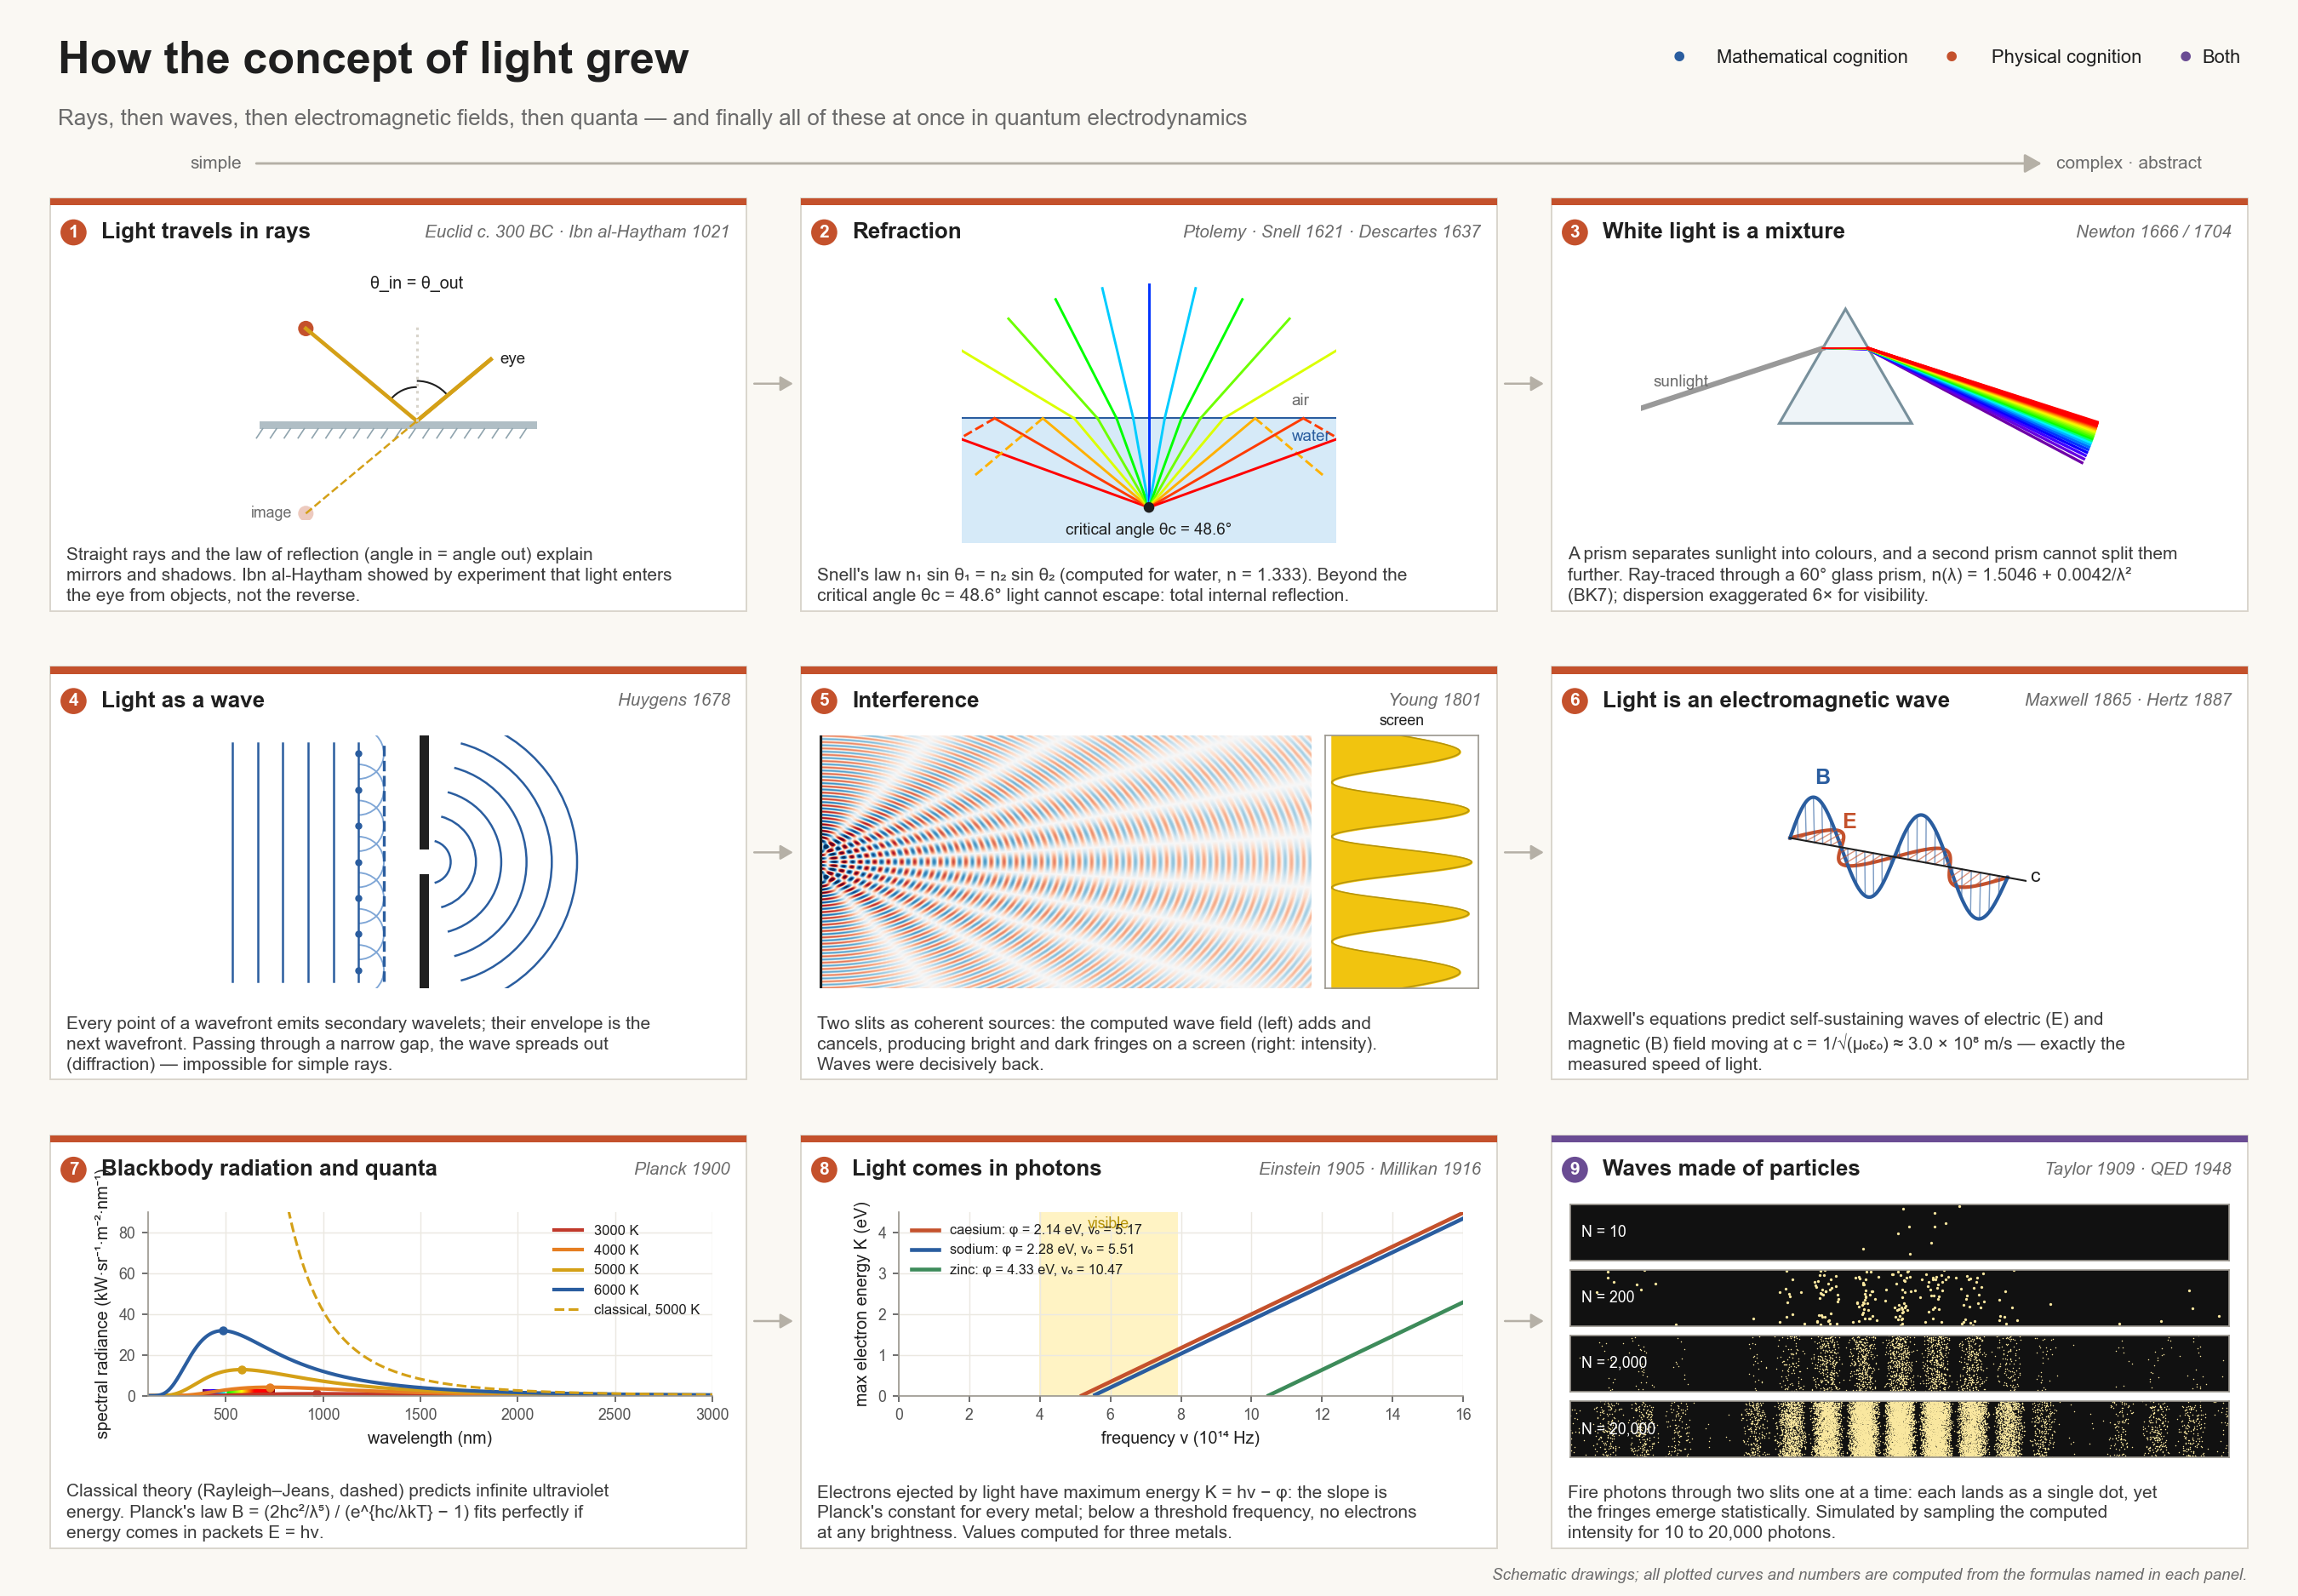 How the concept of light grew
Mathematical cognition
Physical cognition
Both
Rays, then waves, then electromagnetic fields, then quanta — and finally all of these at once in quantum electrodynamics
simple
complex · abstract
1 Light travels in rays
Euclid c. 300 BC · Ibn al-Haytham 1021
θ_in = θ_out
eye
image
Straight rays and the law of reflection (angle in = angle out) explain
mirrors and shadows. Ibn al-Haytham showed by experiment that light enters
the eye from objects, not the reverse.
2 Refraction
Ptolemy · Snell 1621 · Descartes 1637
air
water
critical angle θc = 48.6°
Snell's law n₁ sin θ₁ = n₂ sin θ₂ (computed for water, n = 1.333). Beyond the
critical angle θc = 48.6° light cannot escape: total internal reflection.
3 White light is a mixture
Newton 1666 / 1704
sunlight
A prism separates sunlight into colours, and a second prism cannot split them
further. Ray-traced through a 60° glass prism, n(λ) = 1.5046 + 0.0042/λ²
(BK7); dispersion exaggerated 6× for visibility.
4 Light as a wave
Huygens 1678
Every point of a wavefront emits secondary wavelets; their envelope is the
next wavefront. Passing through a narrow gap, the wave spreads out
(diffraction) — impossible for simple rays.
5 Interference
Young 1801
screen
Two slits as coherent sources: the computed wave field (left) adds and
cancels, producing bright and dark fringes on a screen (right: intensity).
Waves were decisively back.
6 Light is an electromagnetic wave
Maxwell 1865 · Hertz 1887
B
E
c
Maxwell's equations predict self-sustaining waves of electric (E) and
magnetic (B) field moving at c = 1/√(μ₀ε₀) ≈ 3.0 × 10⁸ m/s — exactly the
measured speed of light.
7 Blackbody radiation and quanta
Planck 1900
spectral radiance (kW·sr⁻¹·m⁻²·nm⁻¹)
80
60
40
20
0
3000 K
4000 K
5000 K
6000 K
classical, 5000 K
500 1000 1500 2000 2500 3000
wavelength (nm)
Classical theory (Rayleigh–Jeans, dashed) predicts infinite ultraviolet
energy. Planck's law B = (2hc²/λ⁵) / (e^{hc/λkT} − 1) fits perfectly if
energy comes in packets E = hν.
8 Light comes in photons
Einstein 1905 · Millikan 1916
max electron energy K (eV)
4
3
2
1
0
visible
caesium: φ = 2.14 eV, ν₀ = 5.17
sodium: φ = 2.28 eV, ν₀ = 5.51
zinc: φ = 4.33 eV, ν₀ = 10.47
0 2 4 6 8 10 12 14 16
frequency ν (10¹⁴ Hz)
Electrons ejected by light have maximum energy K = hν − φ: the slope is
Planck's constant for every metal; below a threshold frequency, no electrons
at any brightness. Values computed for three metals.
9 Waves made of particles
Taylor 1909 · QED 1948
N = 10
N = 200
N = 2,000
N = 20,000
Fire photons through two slits one at a time: each lands as a single dot, yet
the fringes emerge statistically. Simulated by sampling the computed
intensity for 10 to 20,000 photons.
Schematic drawings; all plotted curves and numbers are computed from the formulas named in each panel.